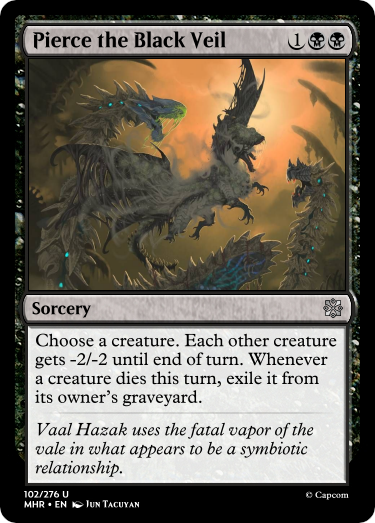 Pierce the Black Veil 1
Sorcery
Choose a creature. Each other creature
gets -2/-2 until end of turn. Whenever
a creature dies this turn, exile it from
its owner's graveyard.
Vaal Hazak uses the fatal vapor of the
vale in what appears to be a symbiotic
relationship.
102/276 U
MHR • EN Jun Tacuyan © Capcom